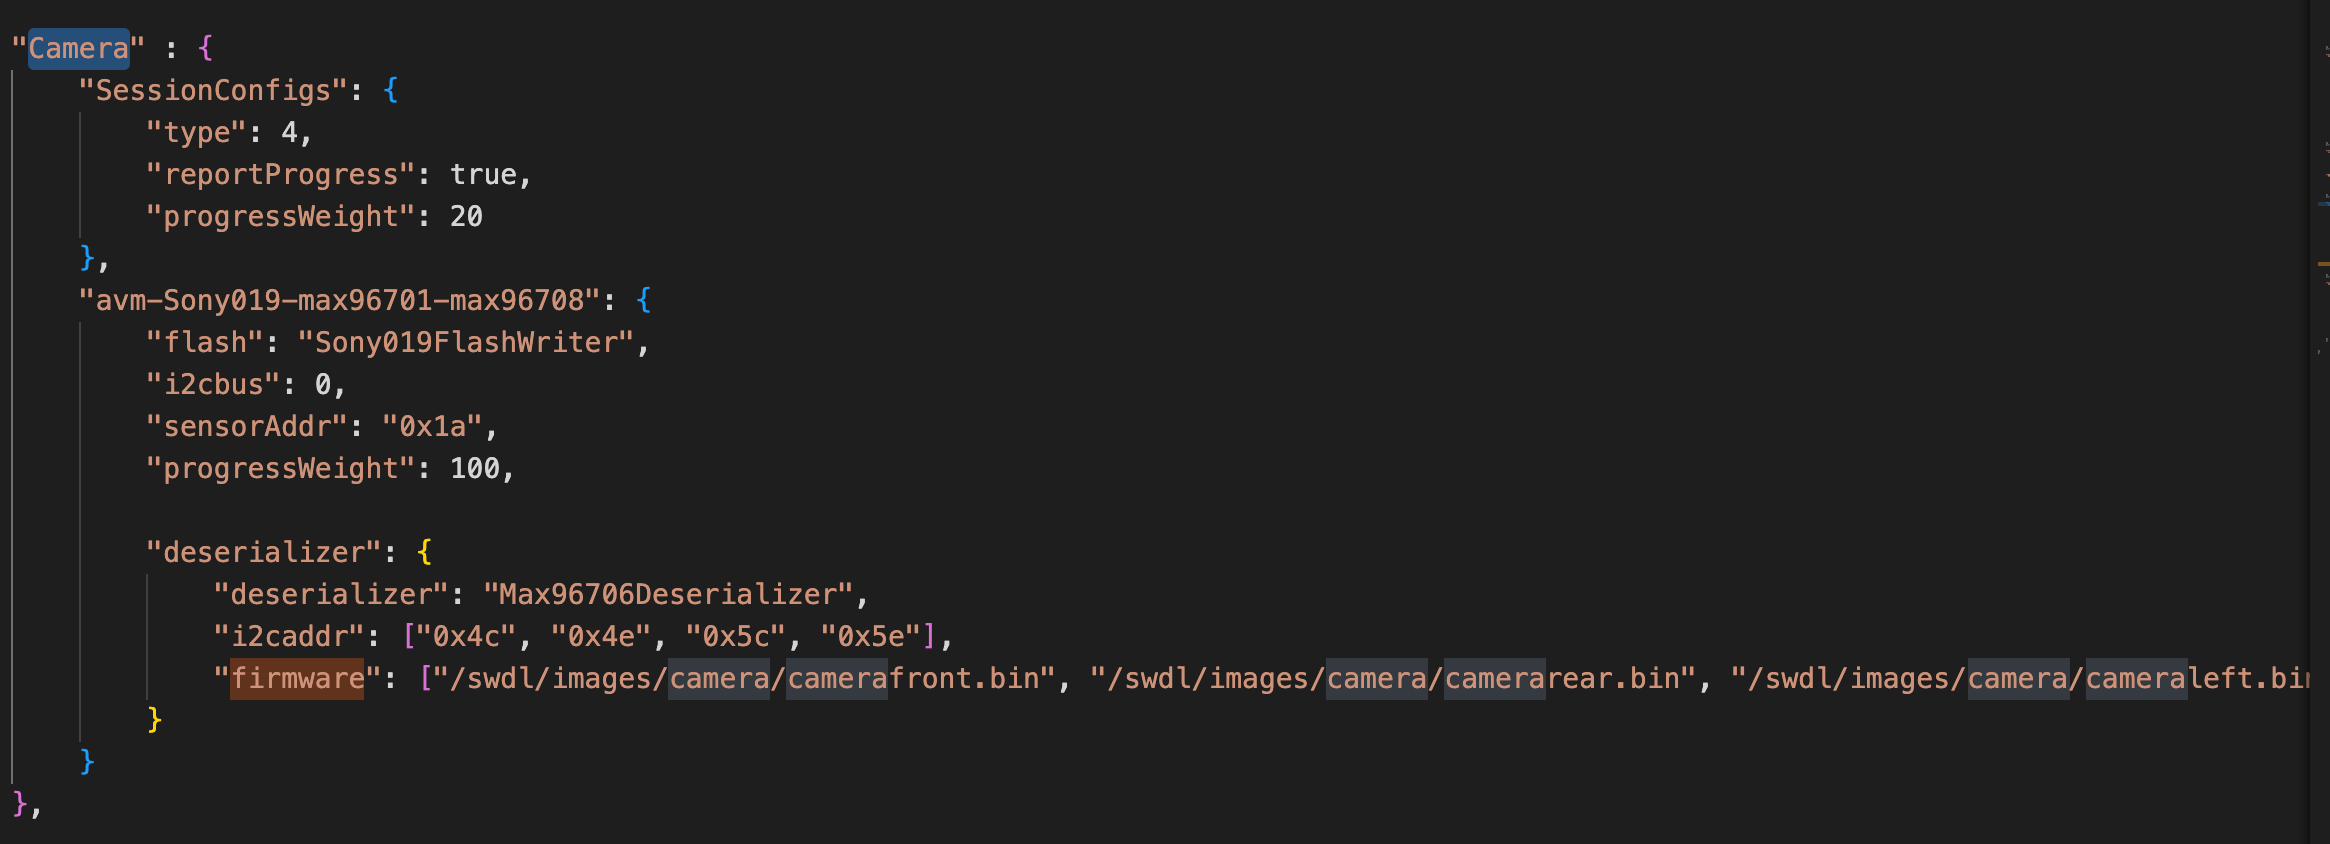 "Camera" : {
"SessionConfigs": {
"type": 4,
"reportProgress": true,
"progressWeight": 20
},
"avm-Sony019-max96701-max96708": {
"flash": "Sony019FlashWriter",
"i2cbus": 0,
"sensorAddr": "0x1a",
"progressWeight": 100,
"deserializer": {
"deserializer": "Max96706Deserializer",
"i2caddr": ["0x4c", "0x4e", "0x5c", "0x5e"],
"firmware": ["/swdl/images/camera/camerafront.bin", "/swdl/images/camera/camerarear.bin", "/swdl/images/camera/cameraleft.bin
}
}
},